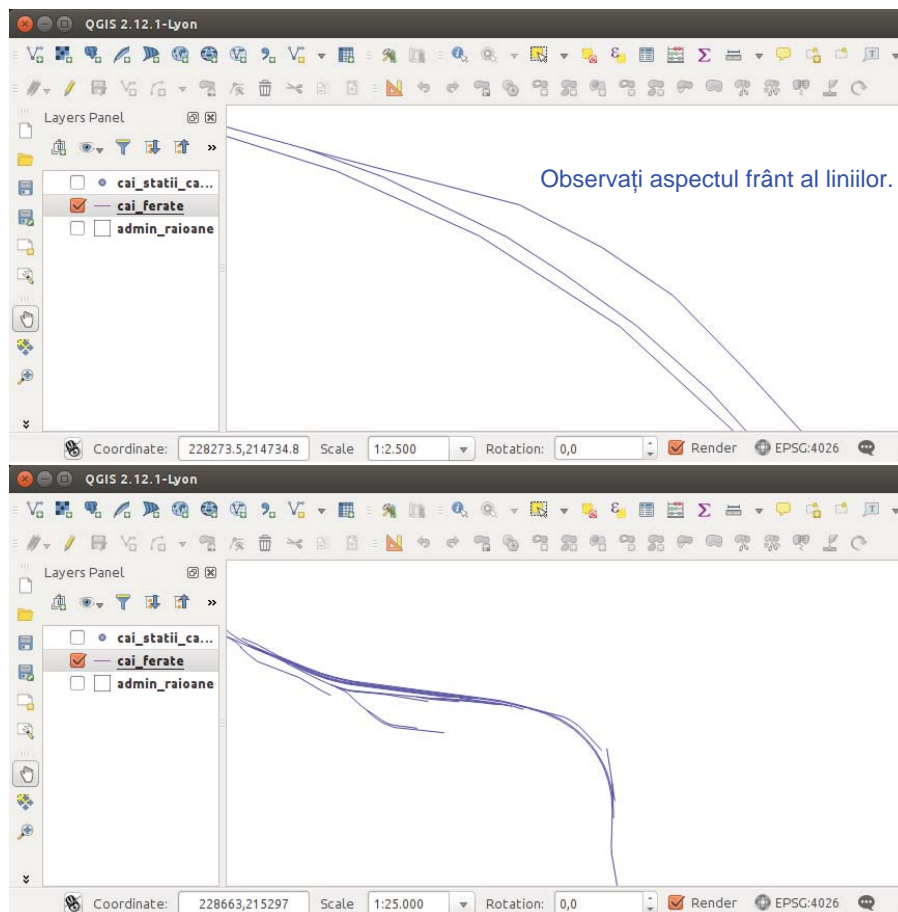 QGIS 2.12.1-Lyon
Layers Panel
Observați aspectul frânt al liniilor.
cai_statii_ca...
cai_ferate
admin_raioane
Coordinate: 228273.5,214734.8 Scale 1:2.500 Rotation: 0,0 Render EPSG:4026
QGIS 2.12.1-Lyon
Layers Panel
cai_statii_ca...
cai_ferate
admin_raioane
Coordinate: 228663,215297 Scale 1:25.000 Rotation: 0,0 Render EPSG:4026